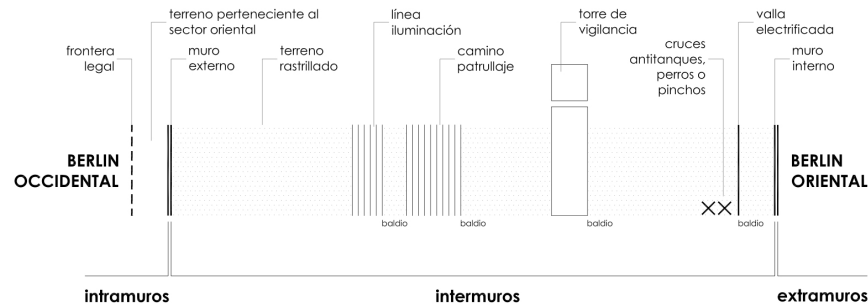 terreno perteneciente al
sector oriental
línea
iluminación
torre de
vigilancia
valla
electrificada
frontera
legal
muro
externo
terreno
rastrillado
camino
patrullaje
cruces
antitanques,
perros o
pinchos
muro
interno
BERLIN
OCCIDENTAL
BERLIN
ORIENTAL
baldío
baldío
baldío
baldío
intramuros
intermuros
extramuros